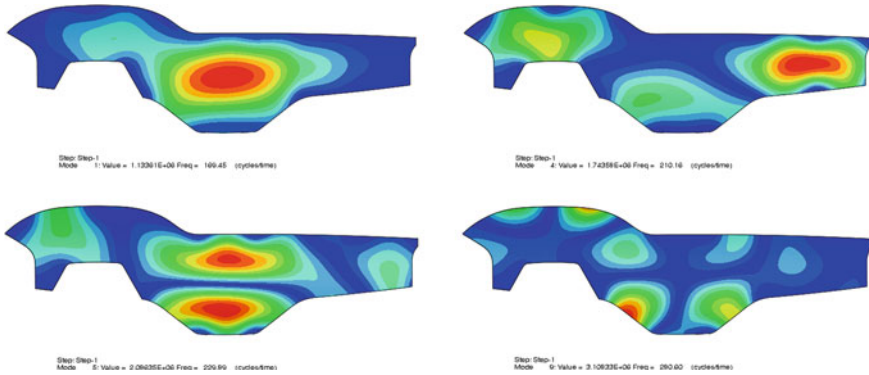 Step: Step-1
Mode 1: Value = 1.13361E+06 Freq = 169.45 (cycles/time)
Step: Step-1
Mode 4: Value = 1.74358E+06 Freq = 210.16 (cycles/time)
Step: Step-1
Mode 5: Value = 2.08635E+06 Freq = 229.89 (cycles/time)
Step: Step-1
Mode 9: Value = 3.10833E+06 Freq = 280.60 (cycles/time)